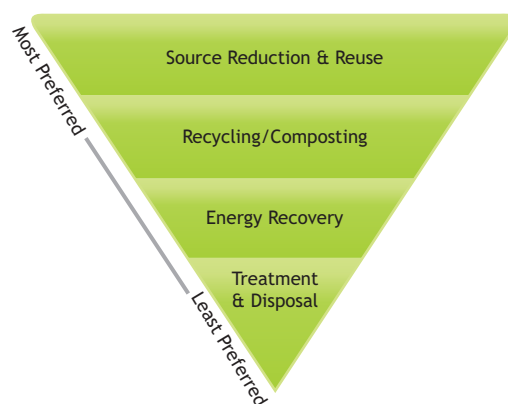 Most Preferred
Source Reduction & Reuse
Recycling/Composting
Energy Recovery
Treatment
& Disposal
Least Preferred